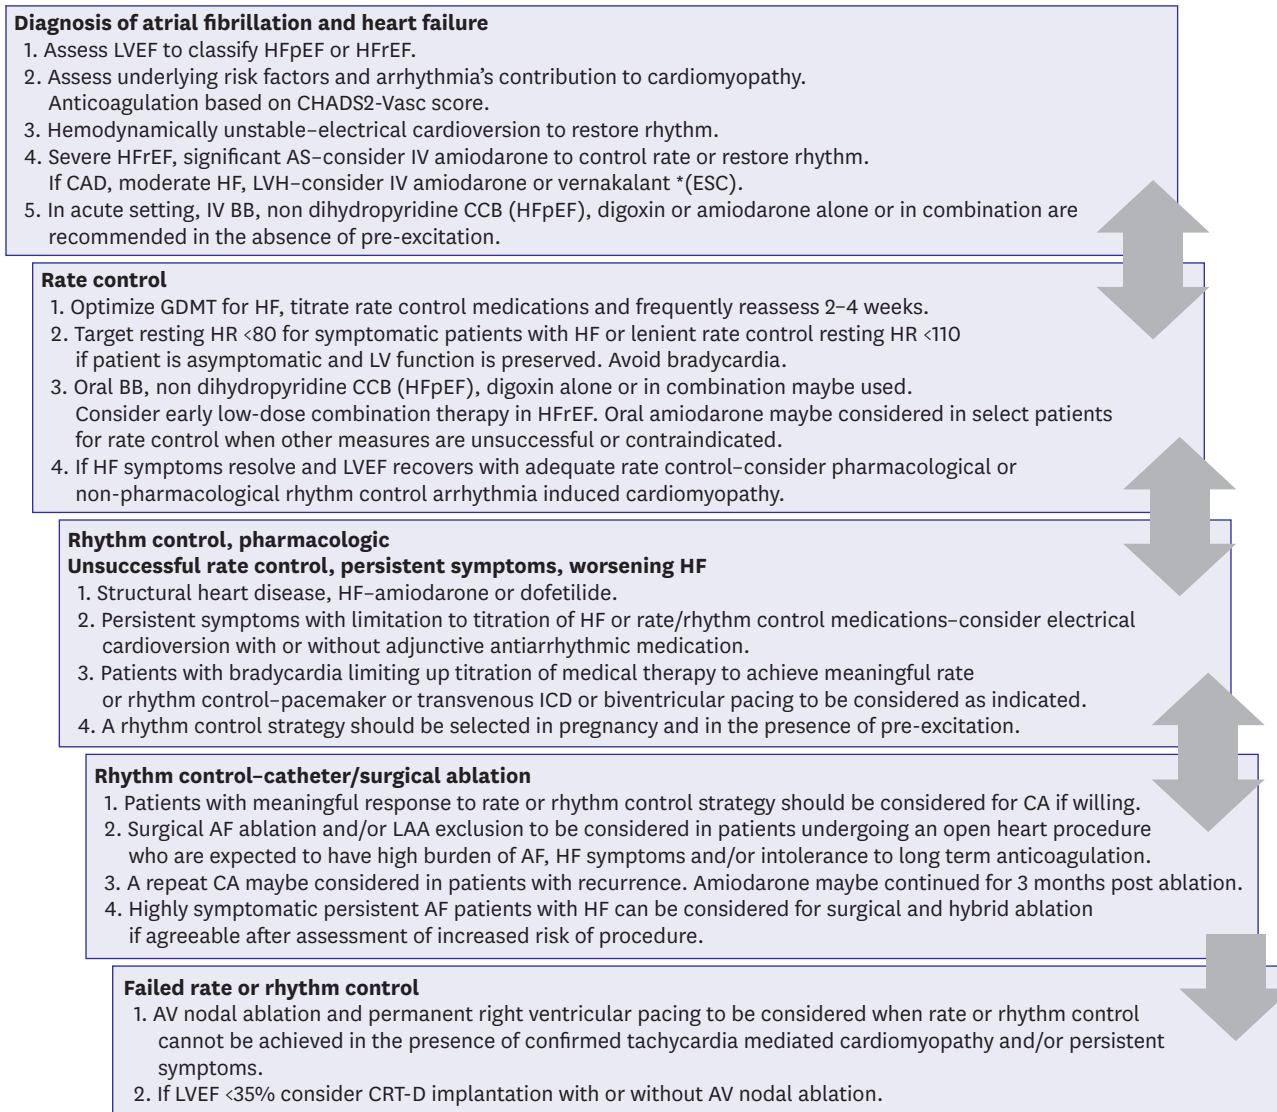 Diagnosis of atrial fibrillation and heart failure
1. Assess LVEF to classify HFpEF or HFrEF.
2. Assess underlying risk factors and arrhythmia's contribution to cardiomyopathy.
Anticoagulation based on CHADS2-Vasc score.
3. Hemodynamically unstable–electrical cardioversion to restore rhythm.
4. Severe HFrEF, significant AS–consider IV amiodarone to control rate or restore rhythm.
If CAD, moderate HF, LVH–consider IV amiodarone or vernakalant *(ESC).
5. In acute setting, IV BB, non dihydropyridine CCB (HFpEF), digoxin or amiodarone alone or in combination are
recommended in the absence of pre-excitation.
Rate control
1. Optimize GDMT for HF, titrate rate control medications and frequently reassess 2–4 weeks.
2. Target resting HR <80 for symptomatic patients with HF or lenient rate control resting HR <110
if patient is asymptomatic and LV function is preserved. Avoid bradycardia.
3. Oral BB, non dihydropyridine CCB (HFpEF), digoxin alone or in combination maybe used.
Consider early low-dose combination therapy in HFrEF. Oral amiodarone maybe considered in select patients
for rate control when other measures are unsuccessful or contraindicated.
4. If HF symptoms resolve and LVEF recovers with adequate rate control–consider pharmacological or
non-pharmacological rhythm control arrhythmia induced cardiomyopathy.
Rhythm control, pharmacologic
Unsuccessful rate control, persistent symptoms, worsening HF
1. Structural heart disease, HF–amiodarone or dofetilide.
2. Persistent symptoms with limitation to titration of HF or rate/rhythm control medications–consider electrical
cardioversion with or without adjunctive antiarrhythmic medication.
3. Patients with bradycardia limiting up titration of medical therapy to achieve meaningful rate
or rhythm control–pacemaker or transvenous ICD or biventricular pacing to be considered as indicated.
4. A rhythm control strategy should be selected in pregnancy and in the presence of pre-excitation.
Rhythm control–catheter/surgical ablation
1. Patients with meaningful response to rate or rhythm control strategy should be considered for CA if willing.
2. Surgical AF ablation and/or LAA exclusion to be considered in patients undergoing an open heart procedure
who are expected to have high burden of AF, HF symptoms and/or intolerance to long term anticoagulation.
3. A repeat CA maybe considered in patients with recurrence. Amiodarone maybe continued for 3 months post ablation.
4. Highly symptomatic persistent AF patients with HF can be considered for surgical and hybrid ablation
if agreeable after assessment of increased risk of procedure.
Failed rate or rhythm control
1. AV nodal ablation and permanent right ventricular pacing to be considered when rate or rhythm control
cannot be achieved in the presence of confirmed tachycardia mediated cardiomyopathy and/or persistent
symptoms.
2. If LVEF <35% consider CRT-D implantation with or without AV nodal ablation.